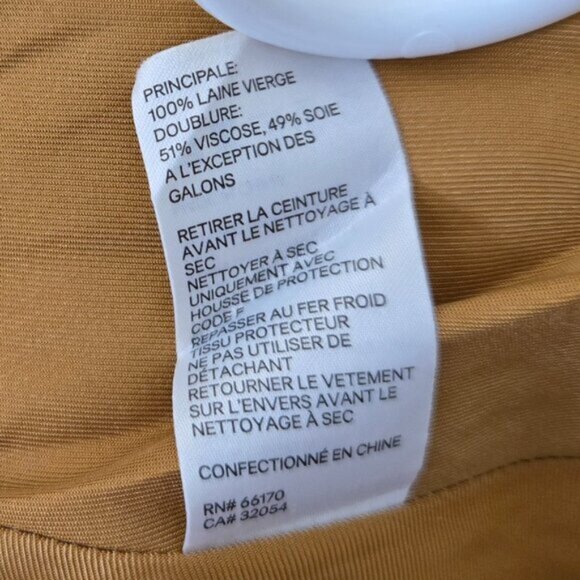 PRINCIPALE:
100% LAINE VIERGE
DOUBLURE:
51% VISCOSE, 49% SOIE
A L'EXCEPTION DES
GALONS
RETIRER LA CEINTURE
AVANT LE NETTOYAGE À
SEC
NETTOYER À SEC
UNIQUEMENT AVEC
HOUSSE DE PROTECTION
CODE F
REPASSER AU FER FROID
TISSU PROTECTEUR
NE PAS UTILISER DE
DÉTACHANT
RETOURNER LE VETEMENT
SUR L'ENVERS AVANT LE
NETTOYAGE À SEC
CONFECTIONNÉ EN CHINE
RN# 66170
CA# 32054